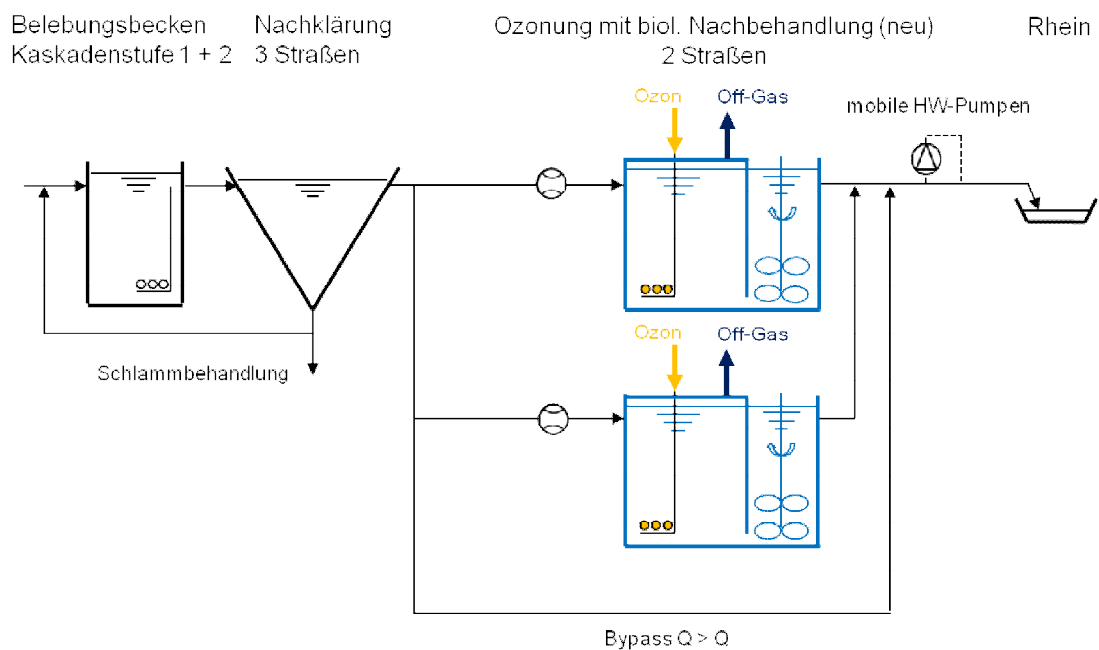 Belebungsbecken
Kaskadenstufe 1 + 2
Nachklärung
3 Straßen
Ozonung mit biol. Nachbehandlung (neu)
2 Straßen
Rhein
Ozon
Off-Gas
mobile HW-Pumpen
Schlammbehandlung
Ozon
Off-Gas
Bypass Q > Q